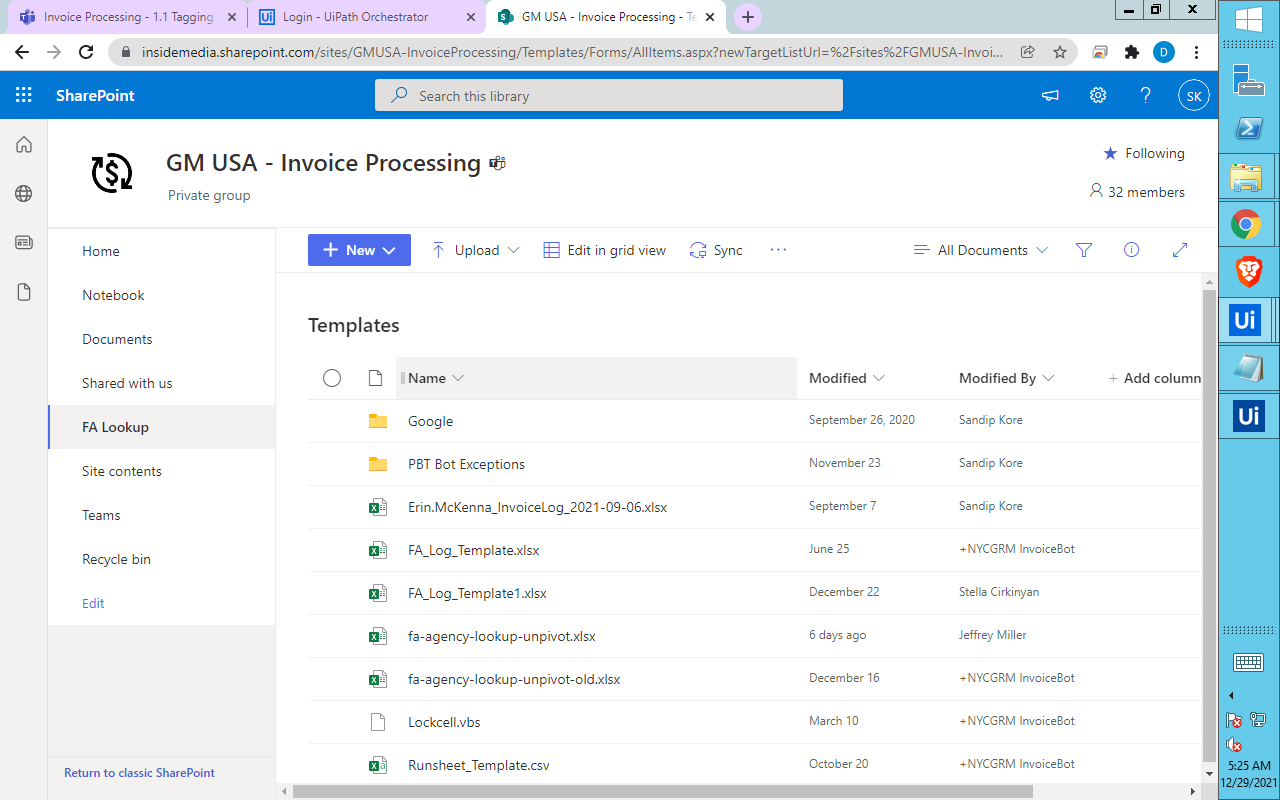 Invoice Processing - 1.1 Tagging
Login - UiPath Orchestrator
GM USA - Invoice Processing - Te
insidemedia.sharepoint.com/sites/GMUSA-InvoiceProcessing/Templates/Forms/AllItems.aspx?newTargetListUrl=%2Fsites%2FGMUSA-Invoi...
D
SharePoint
Search this library
SK
GM USA - Invoice Processing
Private group
Following
32 members
Home
Notebook
Documents
Shared with us
FA Lookup
Site contents
Teams
Recycle bin
Edit
Return to classic SharePoint
New
Upload
Edit in grid view
Sync
All Documents
Templates
Name
Modified
Modified By
Add column
Google
September 26, 2020
Sandip Kore
PBT Bot Exceptions
November 23
Sandip Kore
Erin.McKenna_InvoiceLog_2021-09-06.xlsx
September 7
Sandip Kore
FA_Log_Template.xlsx
June 25
+NYCGRM InvoiceBot
FA_Log_Template1.xlsx
December 22
Stella Cirkinyan
fa-agency-lookup-unpivot.xlsx
6 days ago
Jeffrey Miller
fa-agency-lookup-unpivot-old.xlsx
December 16
+NYCGRM InvoiceBot
Lockcell.vbs
March 10
+NYCGRM InvoiceBot
Runsheet_Template.csv
October 20
+NYCGRM InvoiceBot
Ui
Ui
5:25 AM
12/29/2021